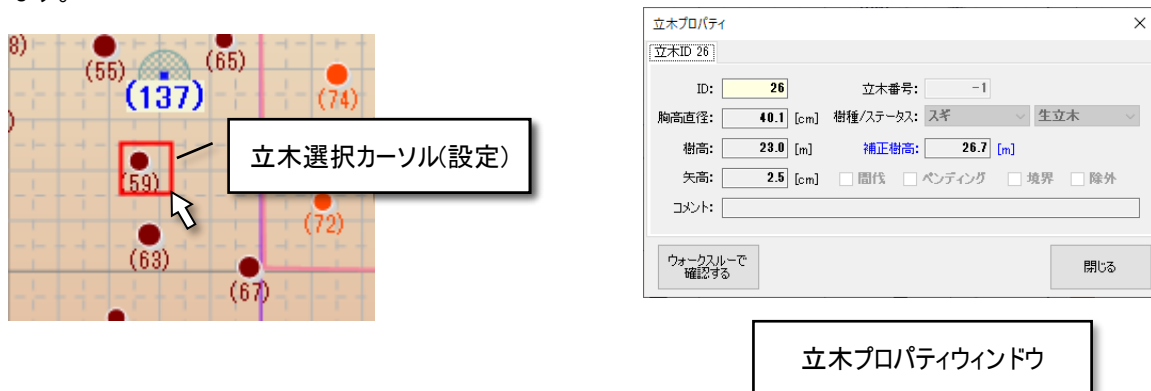 ます。
8)
(55)
(65)
(137)
(74)
(59)
立木選択カーソル(設定)
(72)
(63)
(67)
立木プロパティ
立木ID 26
ID: 26 立木番号: -1
胸高直径: 40.1 [cm] 樹種/ステータス: スギ 生立木
樹高: 23.0 [m] 補正樹高: 26.7 [m]
矢高: 2.5 [cm] 間伐 ペンディング 境界 除外
コメント:
ウォークスルーで
確認する
閉じる
立木プロパティウィンドウ